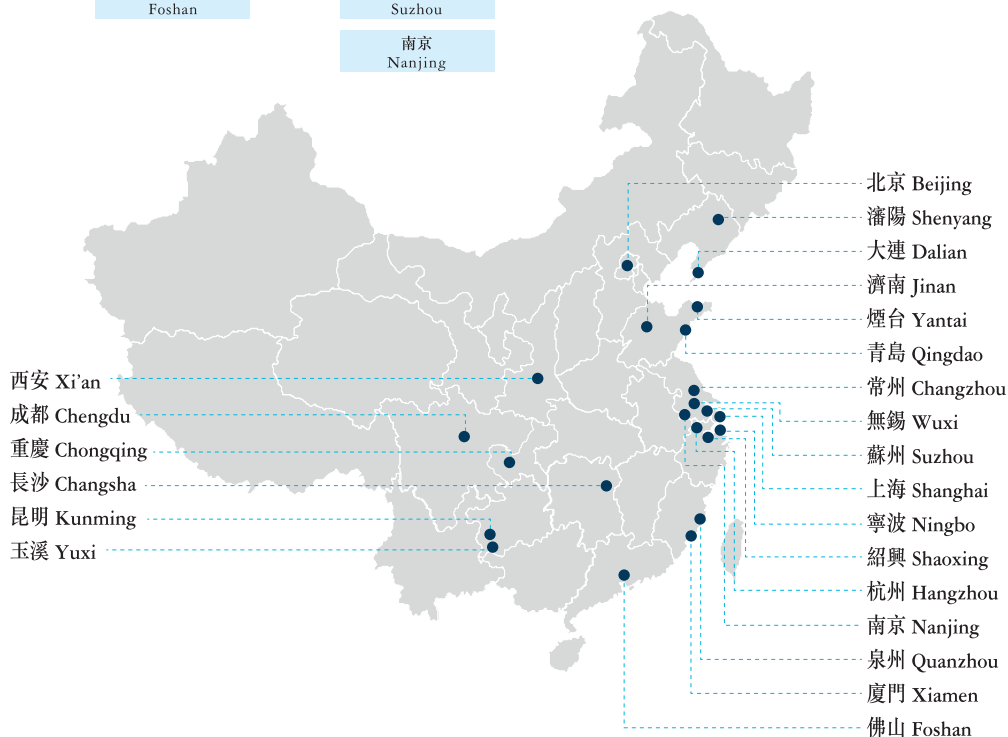 Foshan
Suzhou
南京
Nanjing
北京 Beijing
瀋陽 Shenyang
大連 Dalian
濟南 Jinan
煙台 Yantai
青島 Qingdao
常州 Changzhou
無錫 Wuxi
蘇州 Suzhou
上海 Shanghai
寧波 Ningbo
紹興 Shaoxing
杭州 Hangzhou
南京 Nanjing
泉州 Quanzhou
廈門 Xiamen
佛山 Foshan
西安 Xi’an
成都 Chengdu
重慶 Chongqing
長沙 Changsha
昆明 Kunming
玉溪 Yuxi